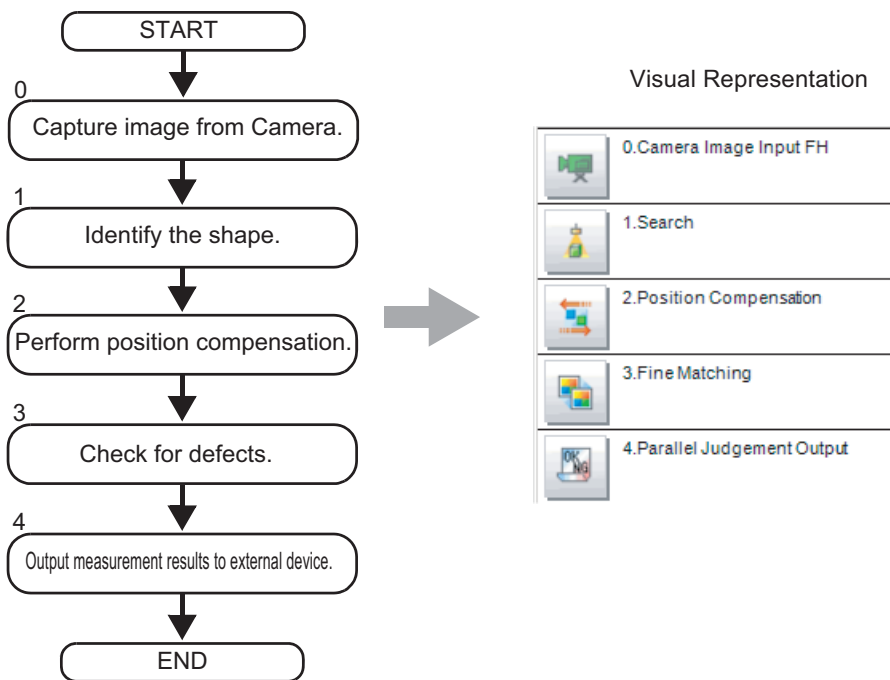 START
0
Capture image from Camera.
1
Identify the shape.
2
Perform position compensation.
3
Check for defects.
4
Output measurement results to external device.
END
Visual Representation
0.Camera Image Input FH
1.Search
2.Position Compensation
3.Fine Matching
OK
NG
4.Parallel Judgement Output